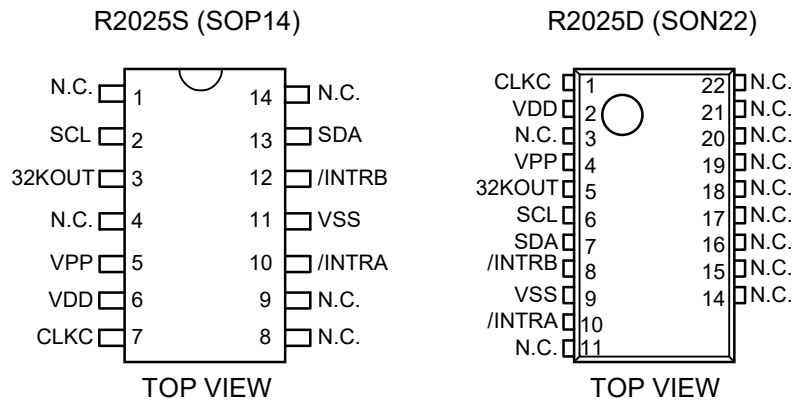 R2025S (SOP14)
N.C. 1 14 N.C.
SCL 2 13 SDA
32KOUT 3 12 /INTRB
N.C. 4 11 VSS
VPP 5 10 /INTRA
VDD 6 9 N.C.
CLKC 7 8 N.C.
TOP VIEW
R2025D (SON22)
CLKC 1 22 N.C.
VDD 2 21 N.C.
N.C. 3 20 N.C.
VPP 4 19 N.C.
32KOUT 5 18 N.C.
SCL 6 17 N.C.
SDA 7 16 N.C.
/INTRB 8 15 N.C.
VSS 9 14 N.C.
/INTRA 10
N.C. 11
TOP VIEW